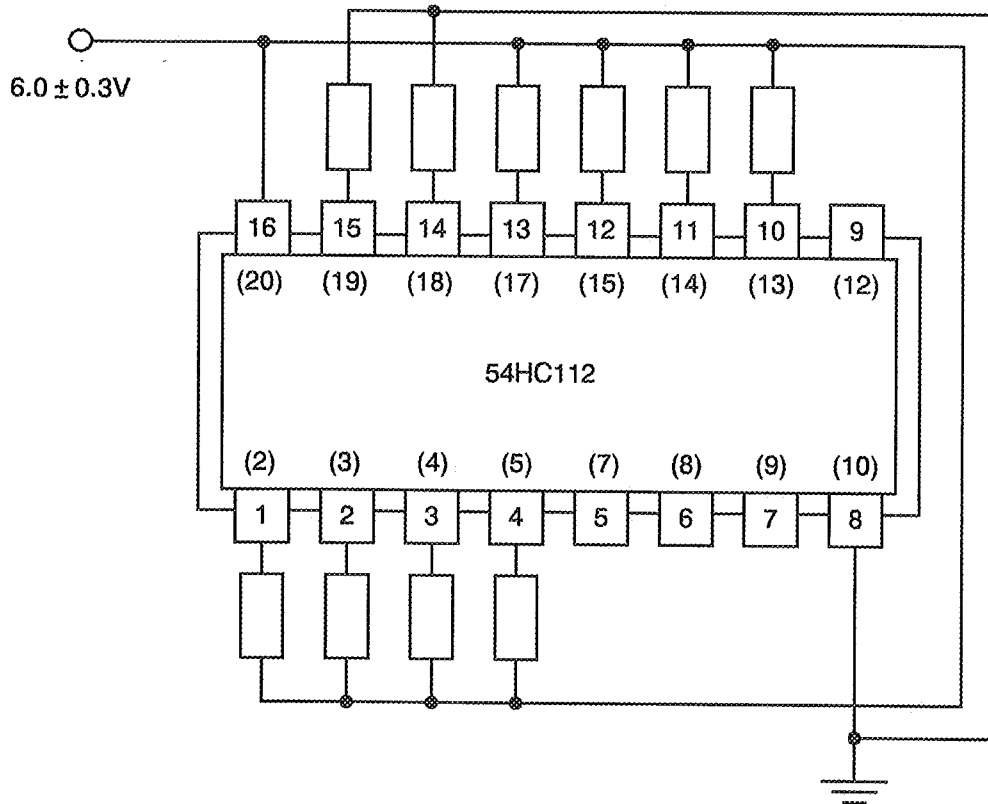 6.0 ± 0.3V
16 15 14 13 12 11 10 9
(20) (19) (18) (17) (15) (14) (13) (12)
54HC112
(2) (3) (4) (5) (7) (8) (9) (10)
1 2 3 4 5 6 7 8